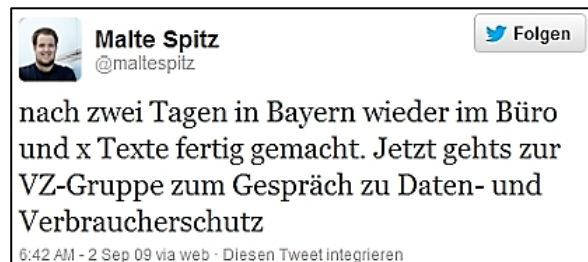 Malte Spitz
@maltespitz
Folgen
nach zwei Tagen in Bayern wieder im Büro
und x Texte fertig gemacht. Jetzt gehts zur
VZ-Gruppe zum Gespräch zu Daten- und
Verbraucherschutz
6:42 AM - 2 Sep 09 via web · Diesen Tweet integrieren